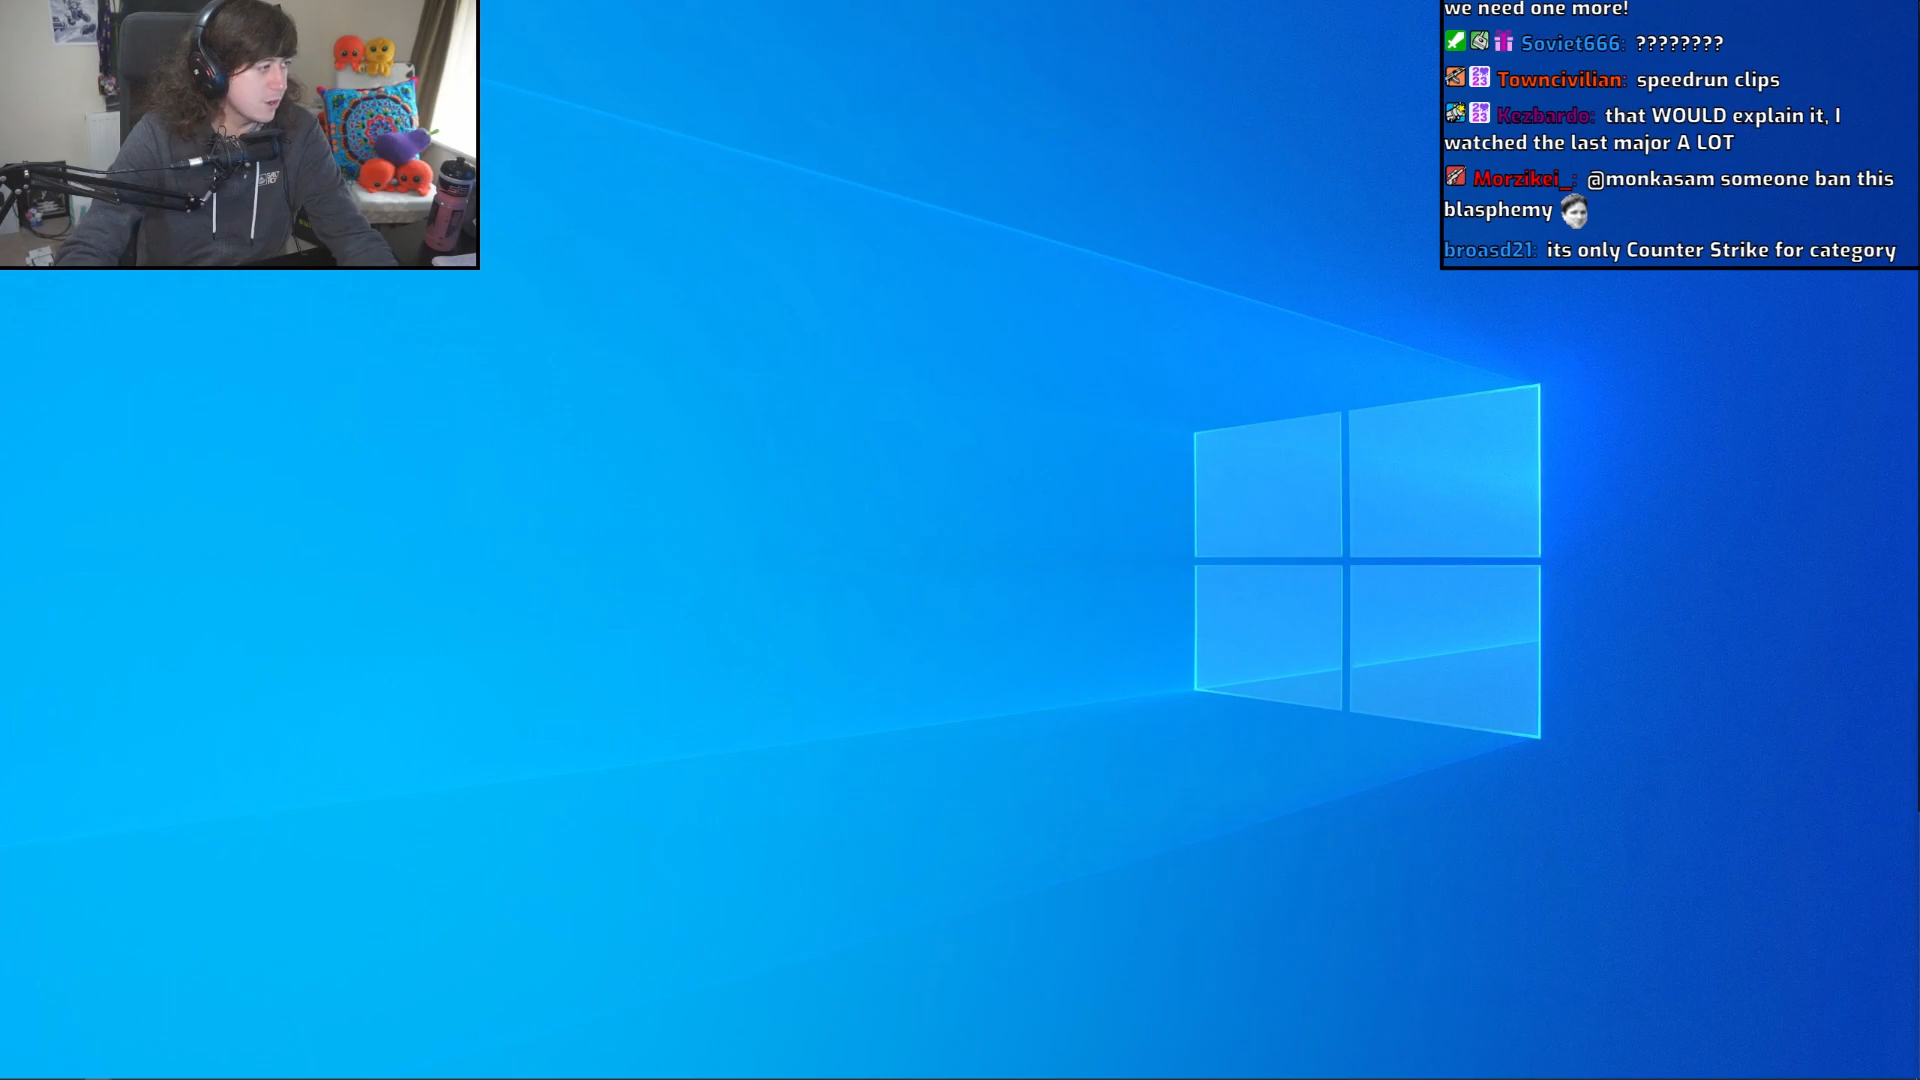 we need one more!
Soviet666: ????????
Towncivilian: speedrun clips
Kezbardo: that WOULD explain it, I
watched the last major A LOT
Morzikei_: @monkasam someone ban this
blasphemy
broasd21: its only Counter Strike for category